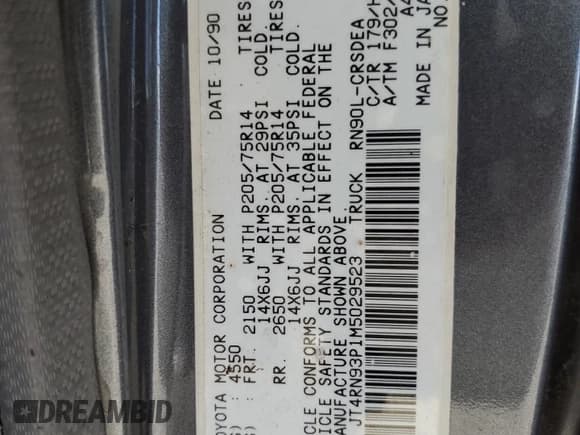 OYOTA MOTOR CORPORATION DATE 10/90
: 4550
FRT. 2150 WITH P205/75R14 TIRES
14X6JJ RIMS. AT 29PSI COLD.
RR. 2650 WITH P205/75R14 TIRES
14X6JJ RIMS. AT 35PSI COLD.
CLE CONFORMS TO ALL APPLICABLE FEDERAL
ICLE SAFETY STANDARDS IN EFFECT ON THE
ANUFACTURE SHOWN ABOVE.
JT4RN93P1M5029523 TRUCK RN90L-CRSDEA
C/TR 179/
A/TM F302/
A4
MADE IN JA
NO.
DREAMBID